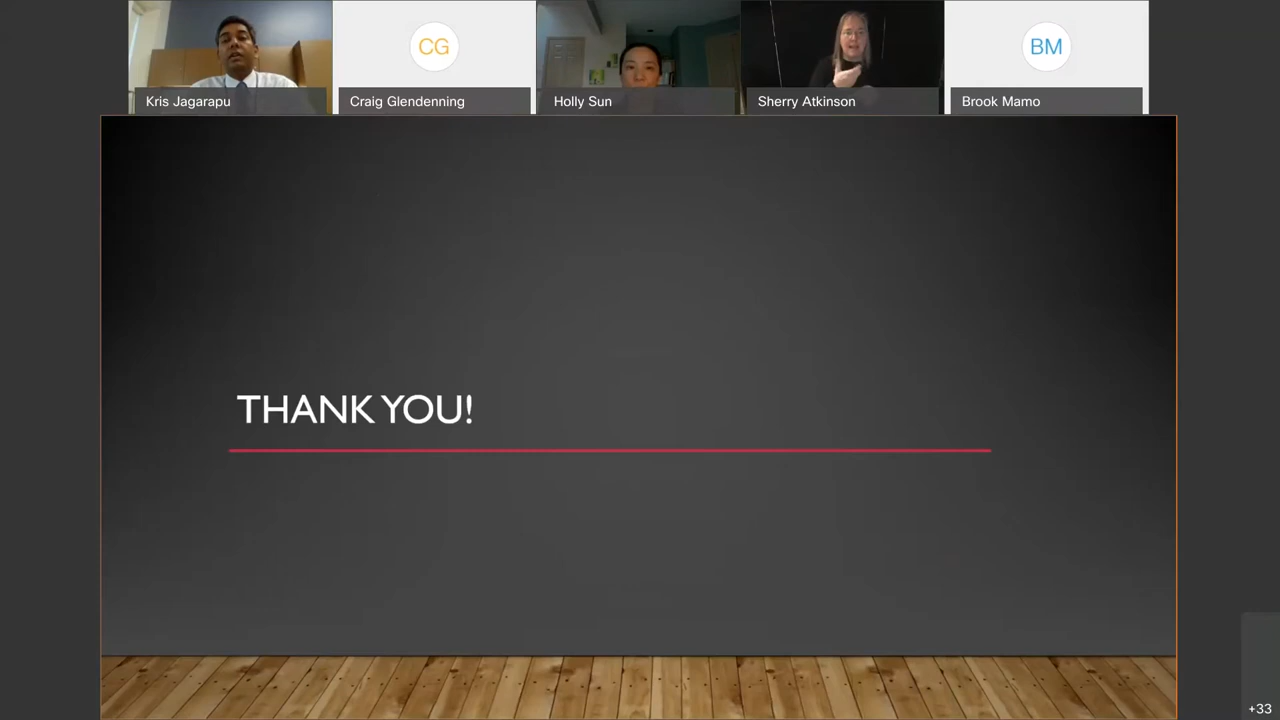 CG
BM
Kris Jagarapu
Craig Glendenning
Holly Sun
Sherry Atkinson
Brook Mamo
THANK YOU!
+33